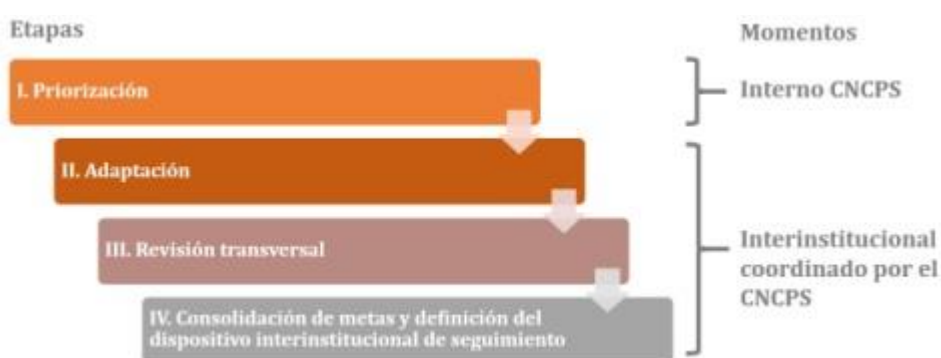 Etapas
Momentos
I. Priorización
Interno CNCPS
II. Adaptación
III. Revisión transversal
Interinstitucional
coordinado por el
CNCPS
IV. Consolidación de metas y definición del
dispositivo interinstitucional de seguimiento